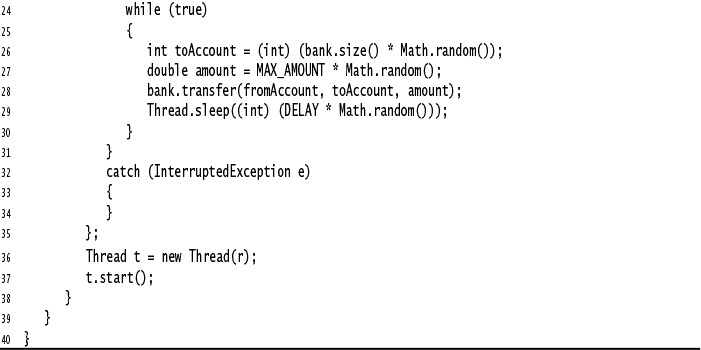 24 while (true)
25 {
26 int toAccount = (int) (bank.size() * Math.random());
27 double amount = MAX_AMOUNT * Math.random();
28 bank.transfer(fromAccount, toAccount, amount);
29 Thread.sleep((int) (DELAY * Math.random()));
30 }
31 }
32 catch (InterruptedException e)
33 {
34 }
35 };
36 Thread t = new Thread(r);
37 t.start();
38 }
39 }
40 }